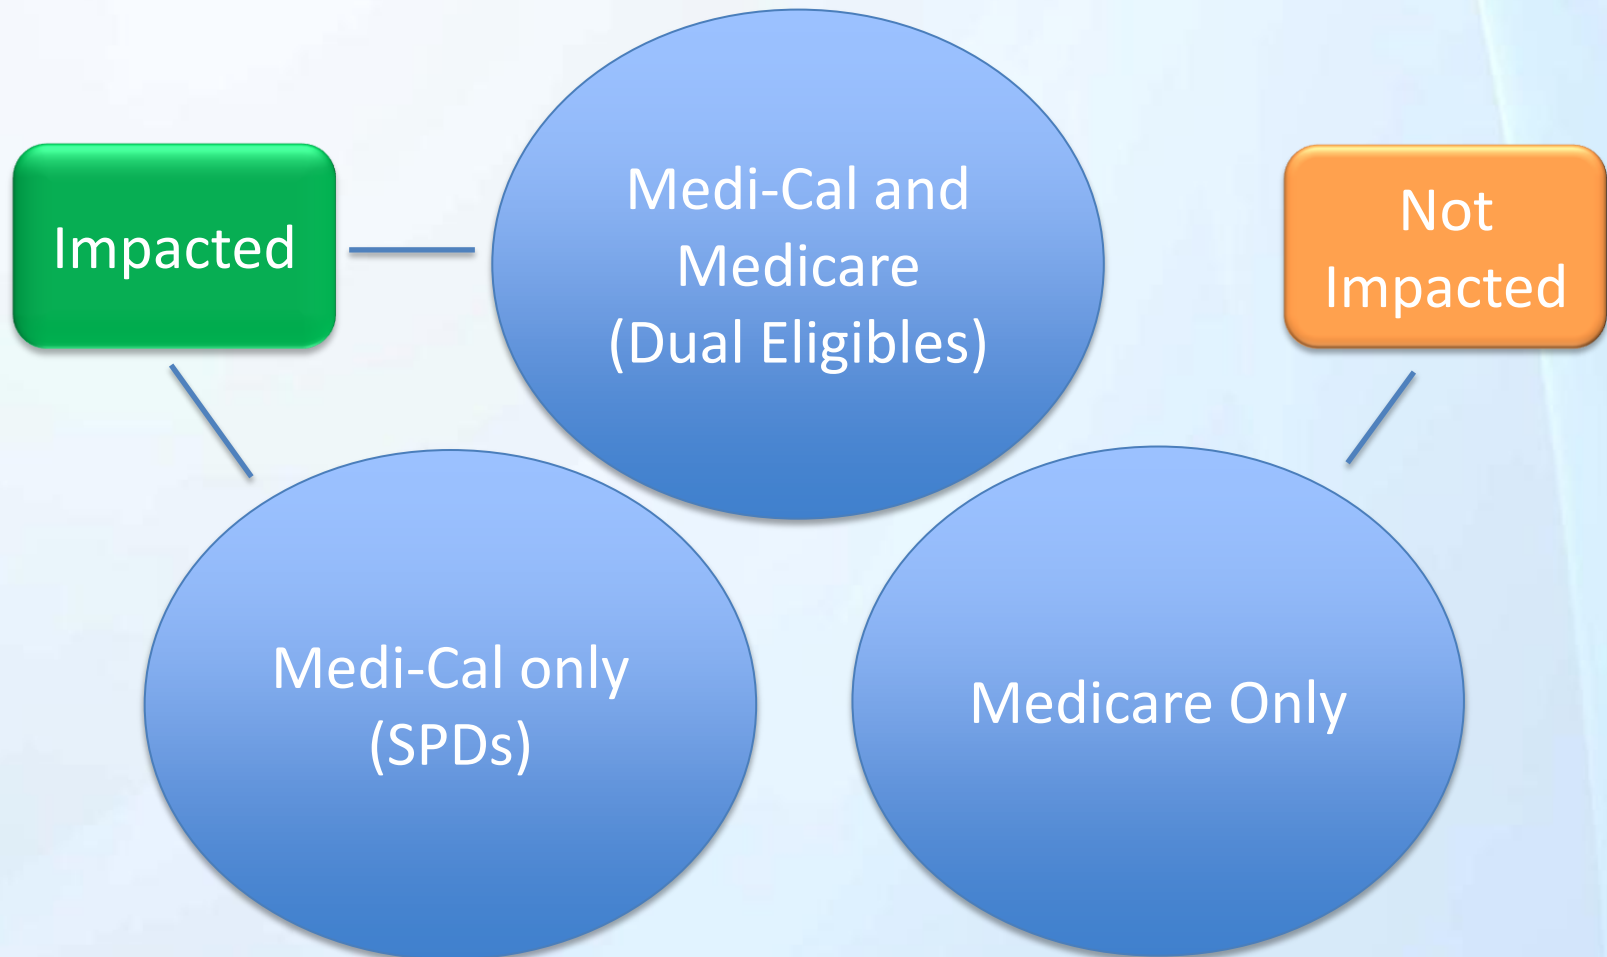 Impacted
Medi-Cal and
Medicare
(Dual Eligibles)
Not
Impacted
Medi-Cal only
(SPDs)
Medicare Only